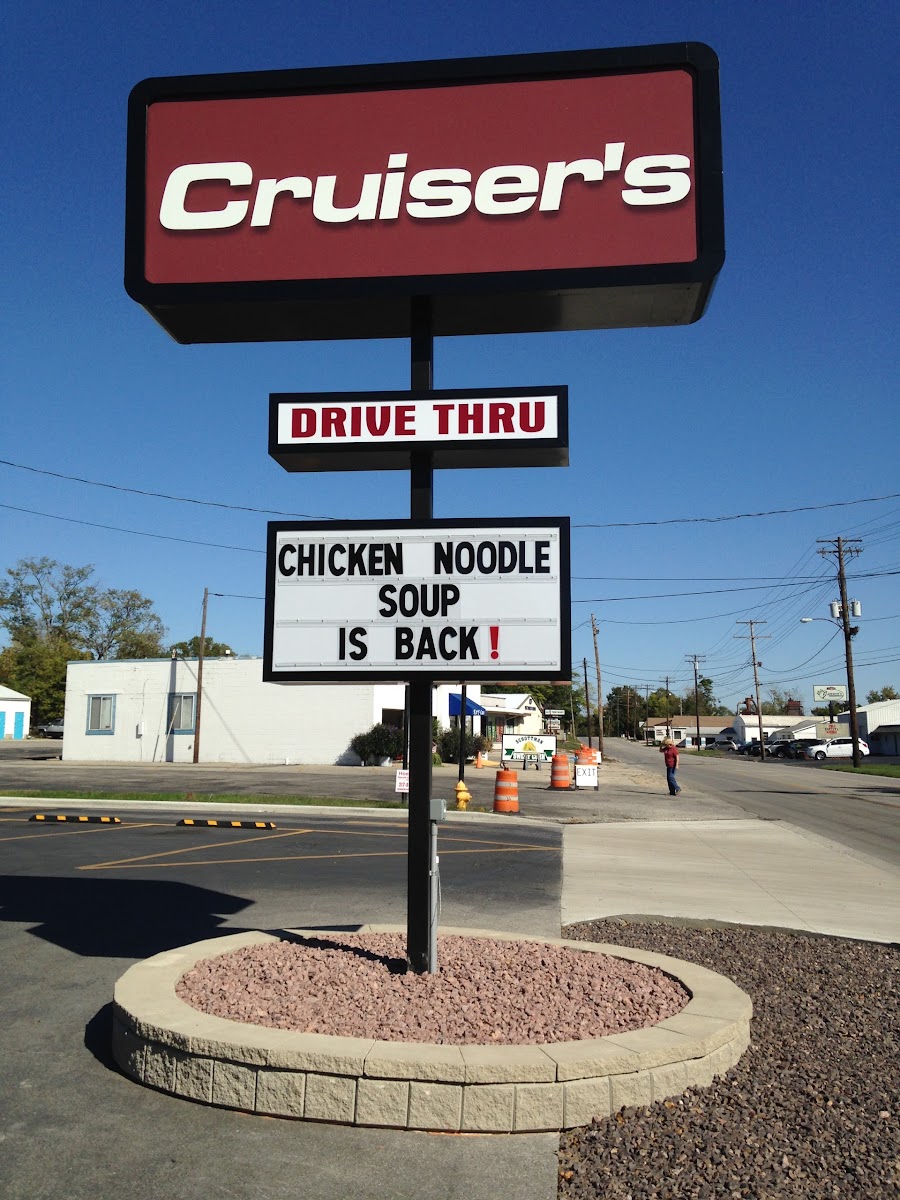 Cruiser's
DRIVE THRU
CHICKEN NOODLE
SOUP
IS BACK!
EXIT